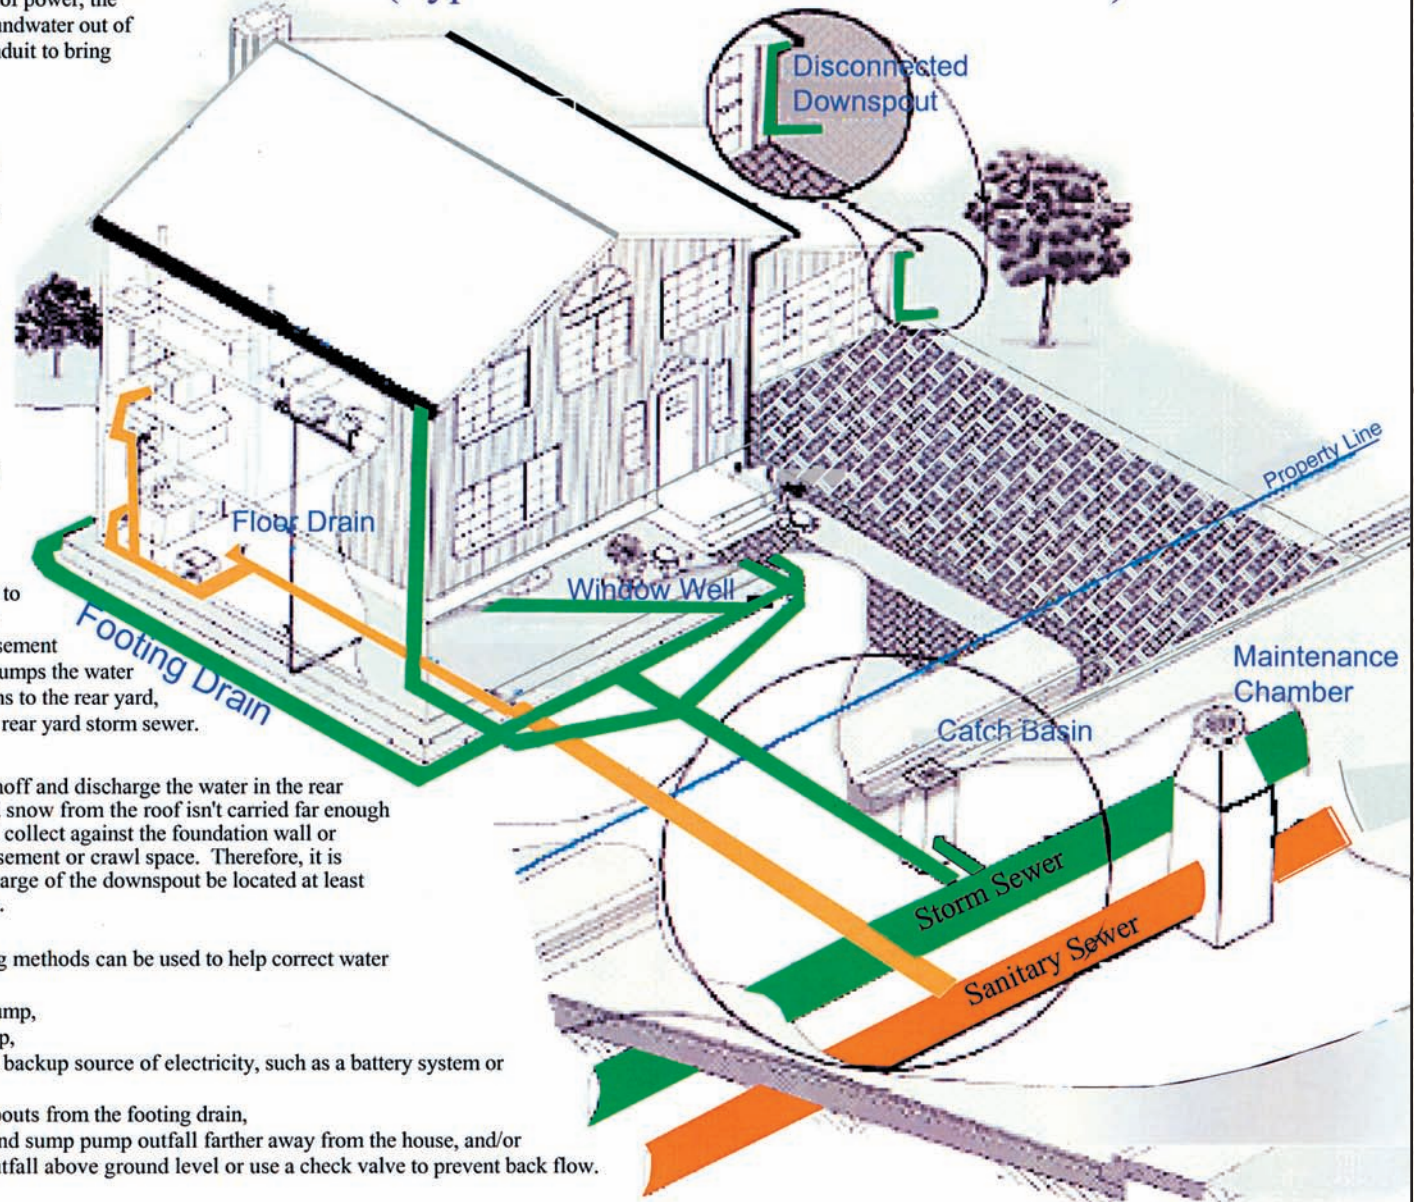 of power, the
undwater out of
nduit to bring
Disconnected
Downspout
Property Line
Floor Drain
Window Well
Footing Drain
Maintenance
Chamber
Catch Basin
Storm Sewer
Sanitary Sewer
to
sement
umps the water
ns to the rear yard,
rear yard storm sewer.
noff and discharge the water in the rear
snow from the roof isn't carried far enough
collect against the foundation wall or
sement or crawl space. Therefore, it is
arge of the downspout be located at least
g methods can be used to help correct water
ump,
p,
backup source of electricity, such as a battery system or
pouts from the footing drain,
nd sump pump outfall farther away from the house, and/or
utfall above ground level or use a check valve to prevent back flow.